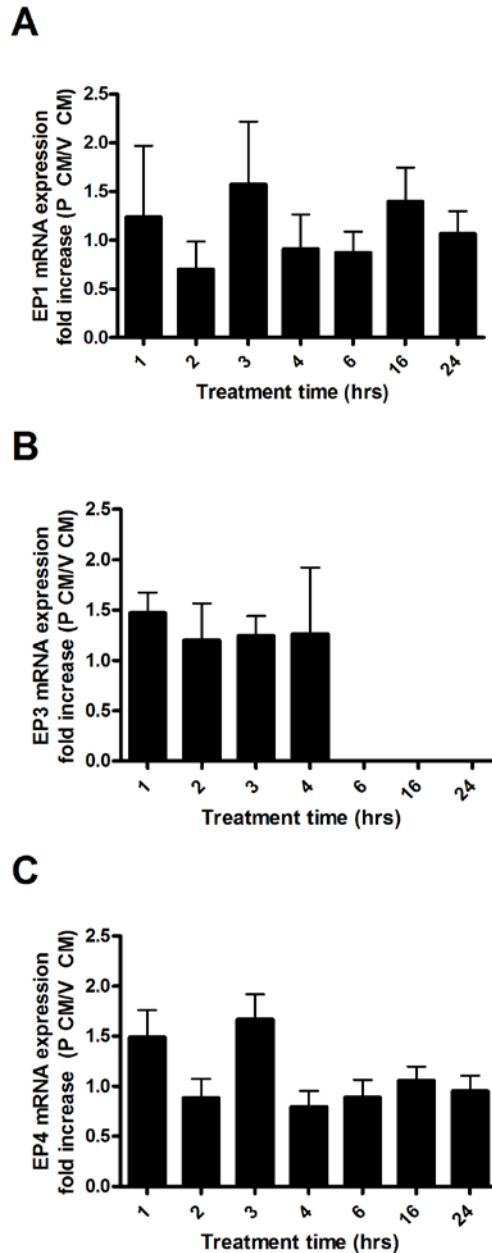 A
EP1 mRNA expression
fold increase (P CM/V CM)
2.5
2.0
1.5
1.0
0.5
0.0
1 2 3 4 6 16 24
Treatment time (hrs)
B
EP3 mRNA expression
fold increase (P CM/V CM)
2.5
2.0
1.5
1.0
0.5
0.0
1 2 3 4 6 16 24
Treatment time (hrs)
C
EP4 mRNA expression
fold increase (P CM/V CM)
2.5
2.0
1.5
1.0
0.5
0.0
1 2 3 4 6 16 24
Treatment time (hrs)